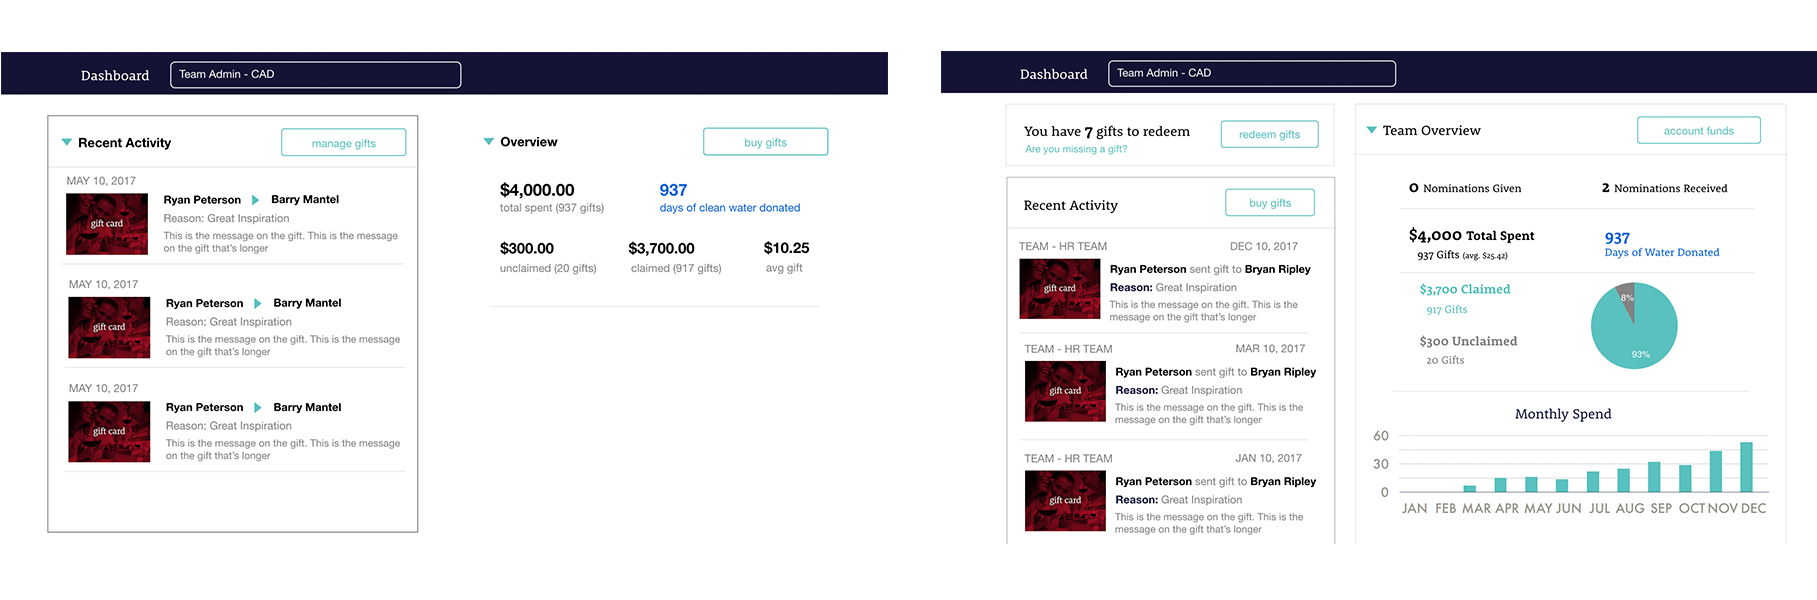 Dashboard
Team Admin - CAD
Recent Activity
manage gifts
MAY 10, 2017
gift card
Ryan Peterson Barry Mantel
Reason: Great Inspiration
This is the message on the gift. This is the message
on the gift that's longer
MAY 10, 2017
gift card
Ryan Peterson Barry Mantel
Reason: Great Inspiration
This is the message on the gift. This is the message
on the gift that's longer
MAY 10, 2017
gift card
Ryan Peterson Barry Mantel
Reason: Great Inspiration
This is the message on the gift. This is the message
on the gift that's longer
Overview
buy gifts
$4,000.00
total spent (937 gifts)
937
days of clean water donated
$300.00
unclaimed (20 gifts)
$3,700.00
claimed (917 gifts)
$10.25
avg gift
Dashboard
Team Admin - CAD
You have 7 gifts to redeem
Are you missing a gift?
redeem gifts
Recent Activity
buy gifts
TEAM - HR TEAM
DEC 10, 2017
gift card
Ryan Peterson sent gift to Bryan Ripley
Reason: Great Inspiration
This is the message on the gift. This is the
message on the gift that's longer
TEAM - HR TEAM
MAR 10, 2017
gift card
Ryan Peterson sent gift to Bryan Ripley
Reason: Great Inspiration
This is the message on the gift. This is the
message on the gift that's longer
TEAM - HR TEAM
JAN 10, 2017
gift card
Ryan Peterson sent gift to Bryan Ripley
Reason: Great Inspiration
This is the message on the gift. This is the
message on the gift that's longer
Team Overview
account funds
0 Nominations Given
2 Nominations Received
$4,000 Total Spent
937 Gifts (avg. $25.42)
937
Days of Water Donated
$3,700 Claimed
917 Gifts
$300 Unclaimed
20 Gifts
8%
93%
Monthly Spend
60
30
0
JAN FEB MAR APR MAY JUN JUL AUG SEP OCT NOV DEC